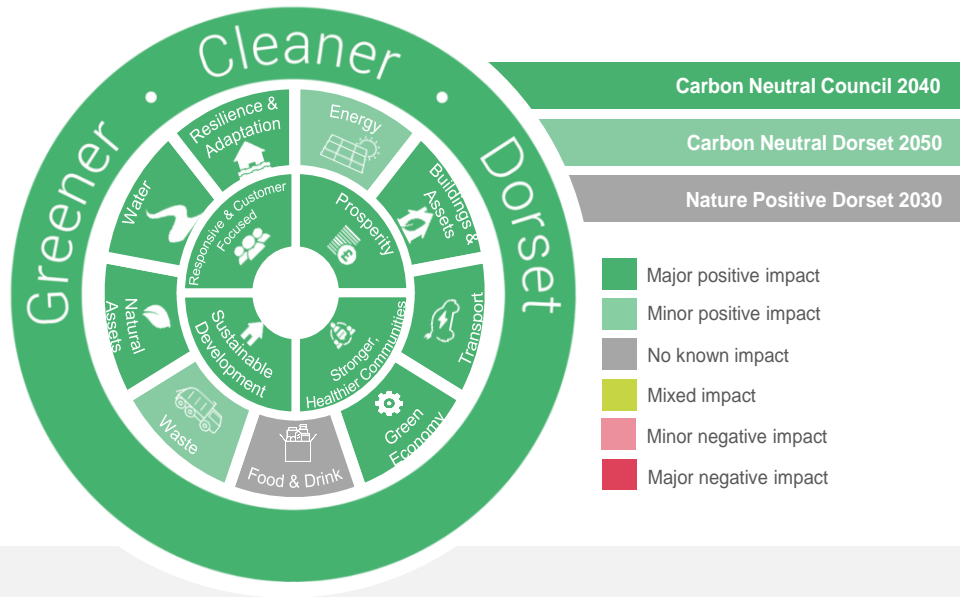 Cleaner
Greener
Dorset
Resilience &
Adaptation
Energy
Buildings &
Assets
Transport
Green
Economy
Food & Drink
Waste
Natural
Assets
Water
Responsive & Customer
Focused
Prosperity
£
Stronger,
Healthier Communities
Sustainable
Development
Carbon Neutral Council 2040
Carbon Neutral Dorset 2050
Nature Positive Dorset 2030
Major positive impact
Minor positive impact
No known impact
Mixed impact
Minor negative impact
Major negative impact